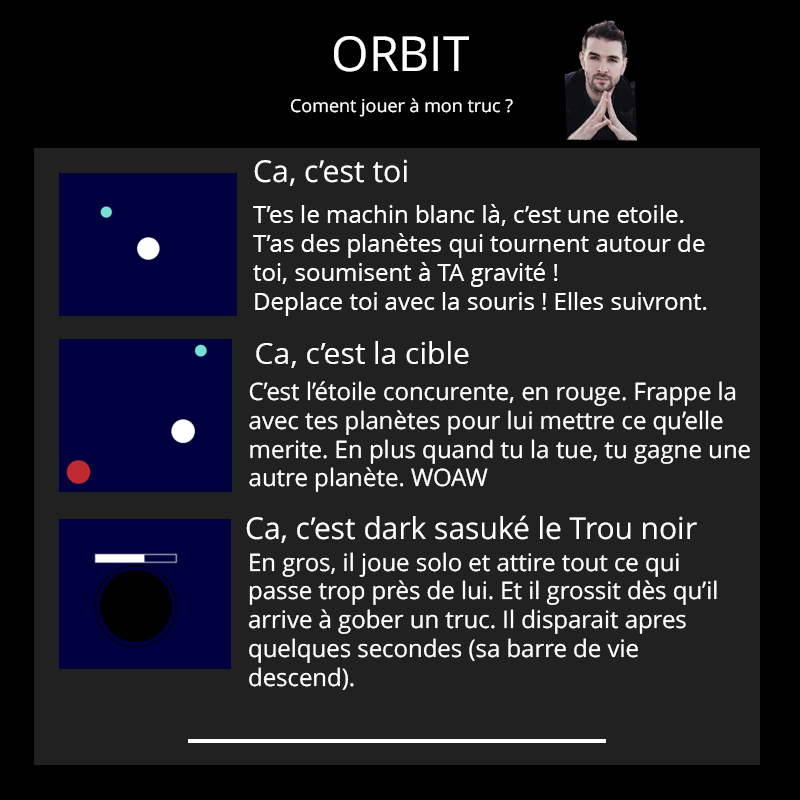 ORBIT
Coment jouer à mon truc ?
Ca, c’est toi
T’es le machin blanc là, c’est une etoile.
T’as des planètes qui tournent autour de
toi, soumisent à TA gravité !
Deplace toi avec la souris ! Elles suivront.
Ca, c’est la cible
C’est l’étoile concurente, en rouge. Frappe la
avec tes planètes pour lui mettre ce qu’elle
merite. En plus quand tu la tue, tu gagne une
autre planète. WOAW
Ca, c’est dark sasuké le Trou noir
En gros, il joue solo et attire tout ce qui
passe trop près de lui. Et il grossit dès qu’il
arrive à gober un truc. Il disparait apres
quelques secondes (sa barre de vie
descend).